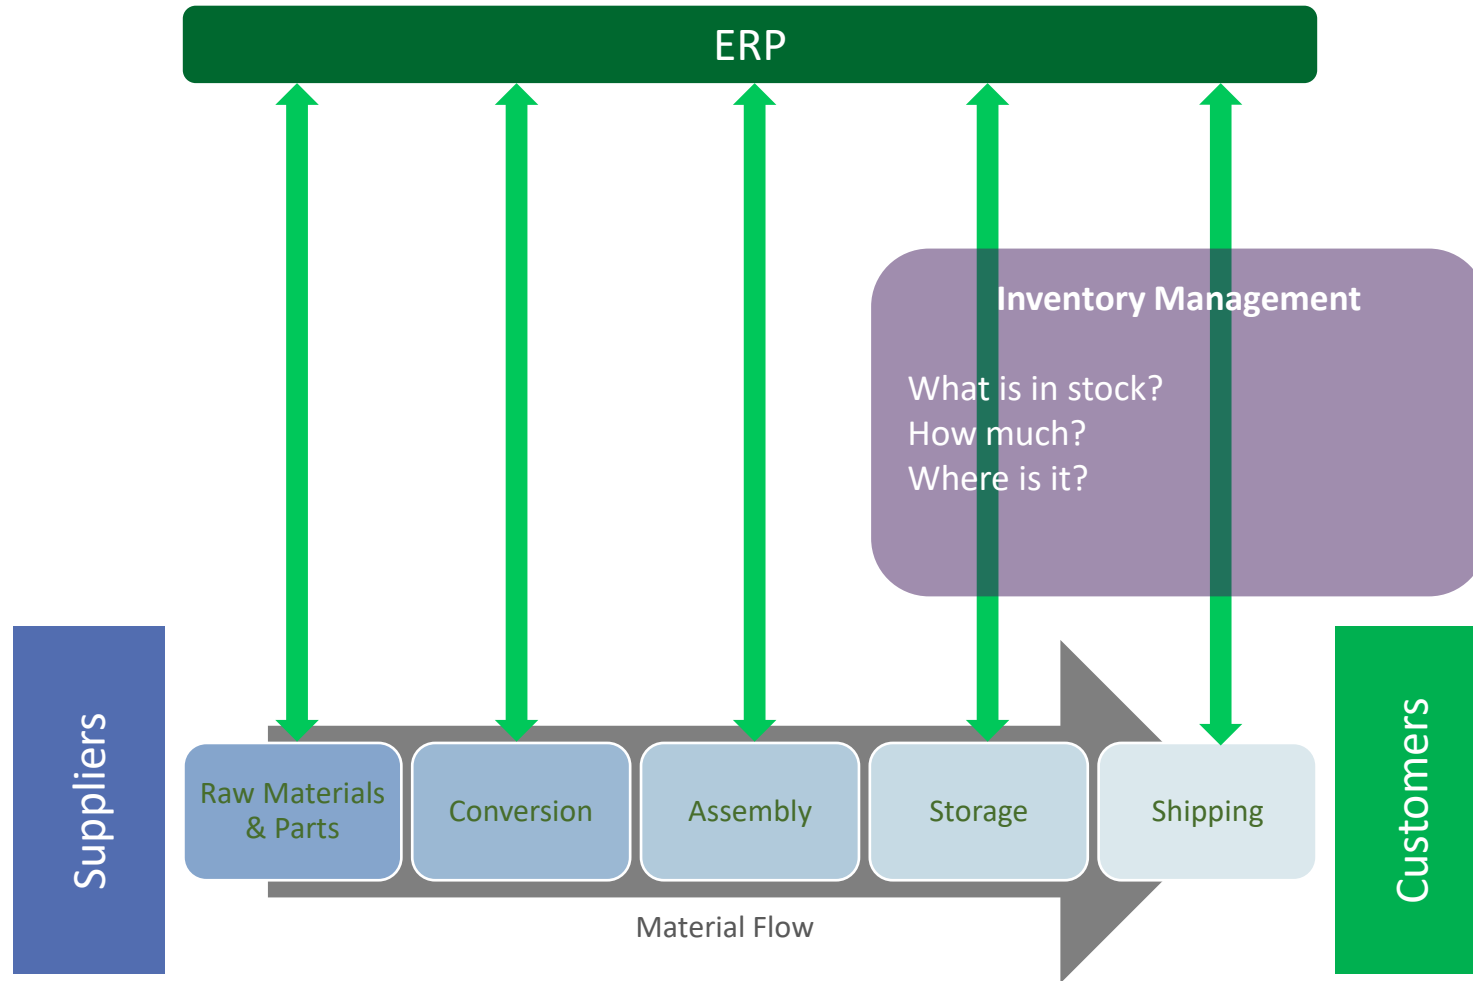 ERP
Inventory Management
What is in stock?
How much?
Where is it?
Suppliers
Raw Materials
& Parts
Conversion
Assembly
Storage
Shipping
Customers
Material Flow